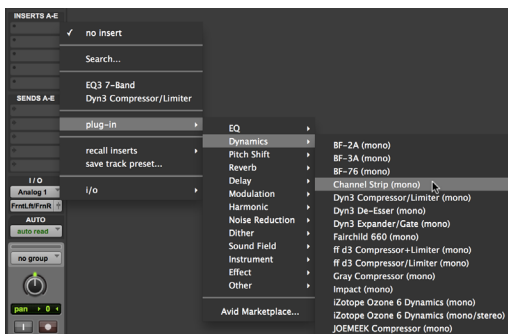 INSERTS A-E
SENDS A-E
I / O
Analog 1
FrntLft/FrnR
AUTO
auto read
no group
pan
0
I
✓ no insert
Search...
EQ3 7-Band
Dyn3 Compressor/Limiter
plug-in
recall inserts
save track preset...
i/o
EQ
Dynamics
Pitch Shift
Reverb
Delay
Modulation
Harmonic
Noise Reduction
Dither
Sound Field
Instrument
Effect
Other
Avid Marketplace...
BF-2A (mono)
BF-3A (mono)
BF-76 (mono)
Channel Strip (mono)
Dyn3 Compressor/Limiter (mono)
Dyn3 De-Esser (mono)
Dyn3 Expander/Gate (mono)
Fairchild 660 (mono)
ff d3 Compressor+Limiter (mono)
ff d3 Compressor/Limiter (mono)
Gray Compressor (mono)
Impact (mono)
iZotope Ozone 6 Dynamics (mono)
iZotope Ozone 6 Dynamics (mono/stereo)
JOEMEEK Compressor (mono)